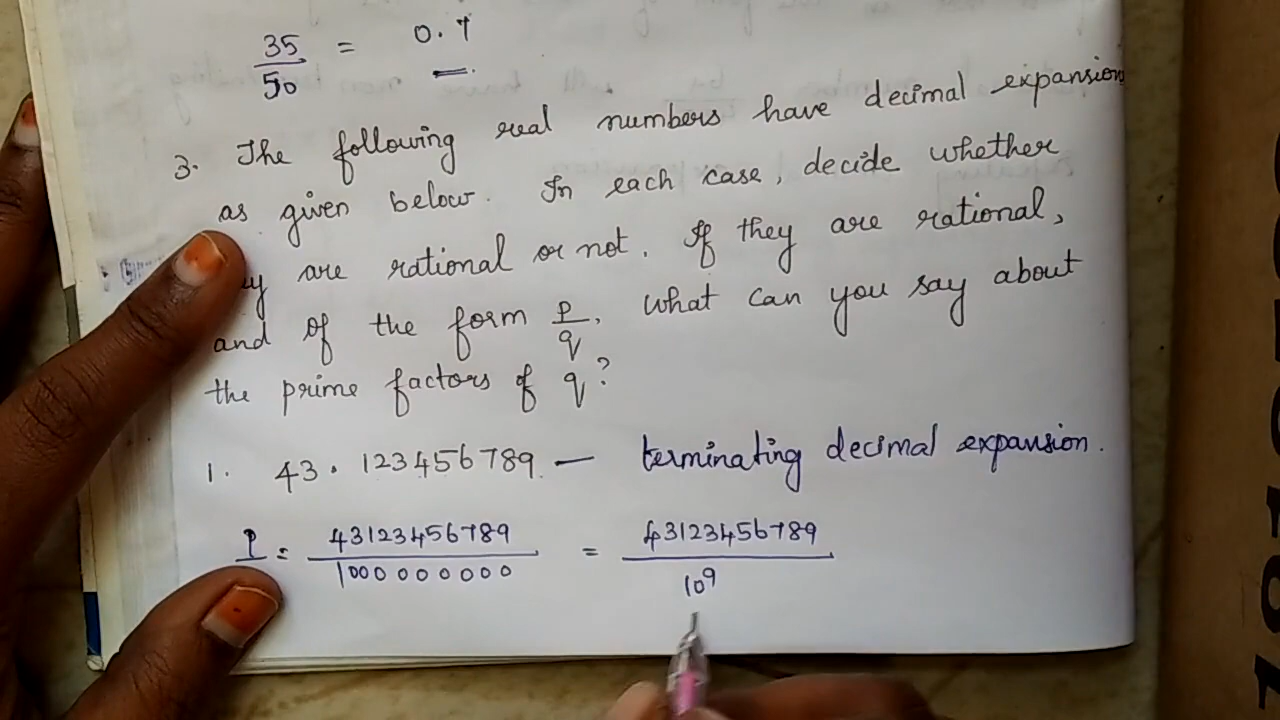 35/50 = 0.7
3. The following real numbers have decimal expansion
as given below. In each case, decide whether
are rational or not. If they are rational,
and of the form p/q, what can you say about
the prime factors of q?
1. 43.123456789 — terminating decimal expansion.
p = 43123456789/1000000000 = 43123456789/10⁹